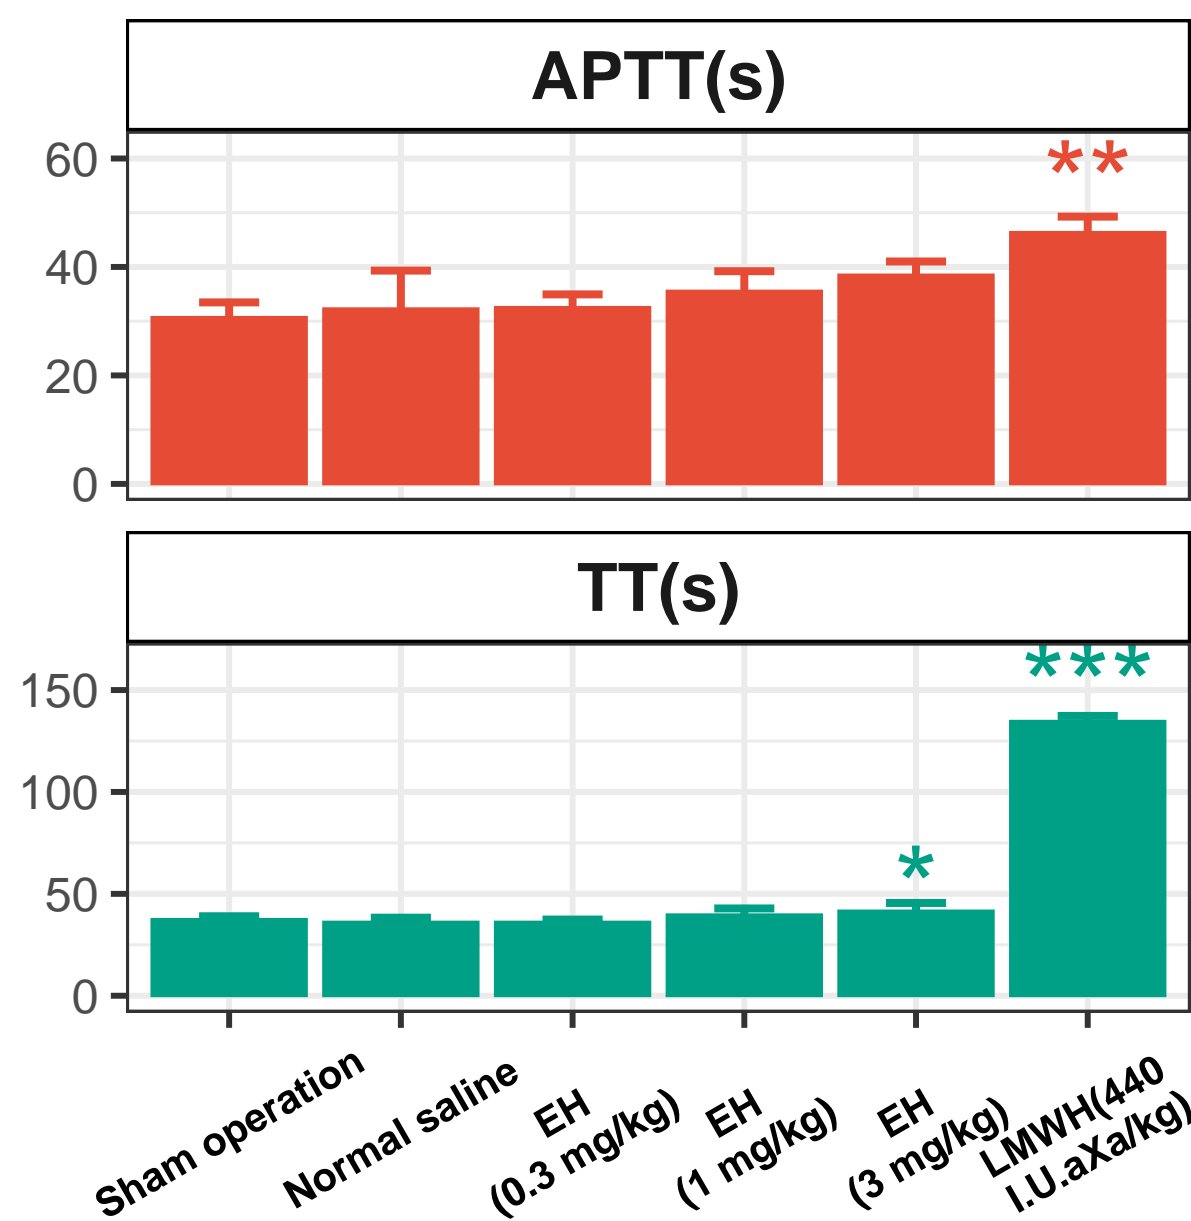 APTT(s)
60
**
40
20
0
TT(s)
***
150
100
*
50
0
Sham operation
Normal saline
EH
(0.3 mg/kg)
EH
(1 mg/kg)
EH
(3 mg/kg)
LMWH(440
I.U.aXa/kg)